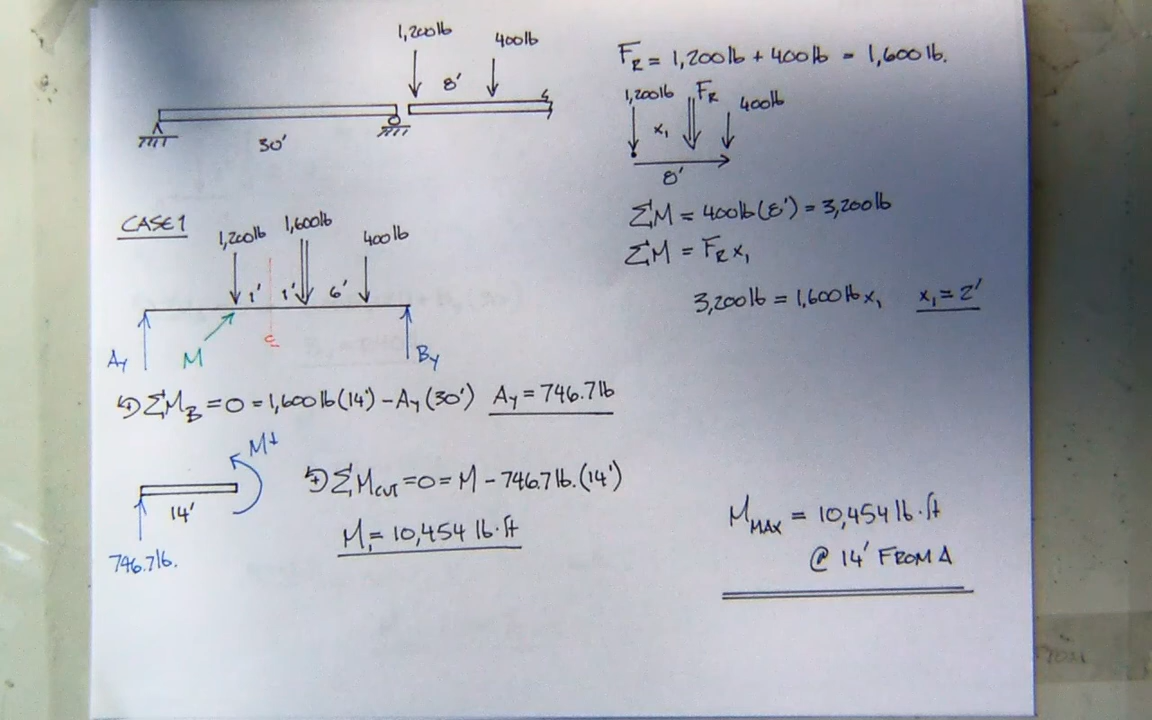 1,200lb
400lb
8'
30'
F_R = 1,200lb + 400lb = 1,600lb.
1,200lb
F_R
400lb
x₁
8'
ΣM = 400lb(8') = 3,200lb
ΣM = F_R x₁
3,200lb = 1,600lb x₁ x₁ = 2'
CASE 1
1,200lb
1,600lb
400lb
1' 1' 6'
A_Y
M
℄
B_Y
ΣM_B = 0 = 1,600lb(14') - A_Y(30') A_Y = 746.7lb
M+
14'
746.7lb.
+ ΣM_CUT = 0 = M - 746.7lb.(14')
M₁ = 10,454 lb·ft
M_MAX = 10,454 lb·ft
@ 14' FROM A